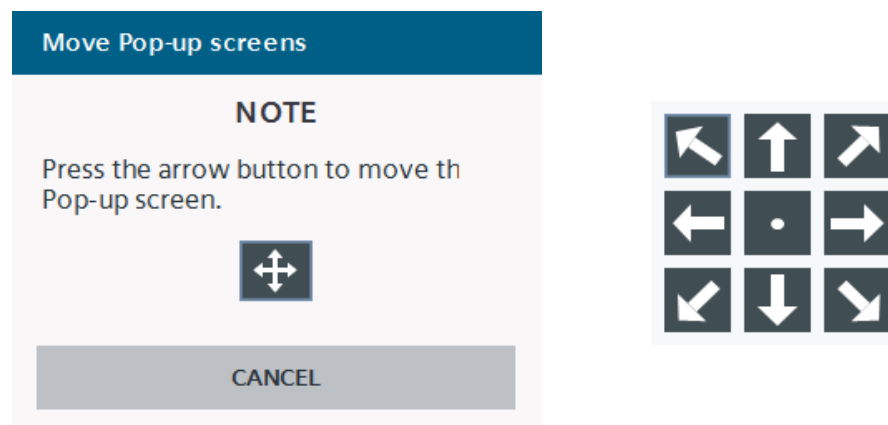 Move Pop-up screens
NOTE
Press the arrow button to move th
Pop-up screen.
CANCEL